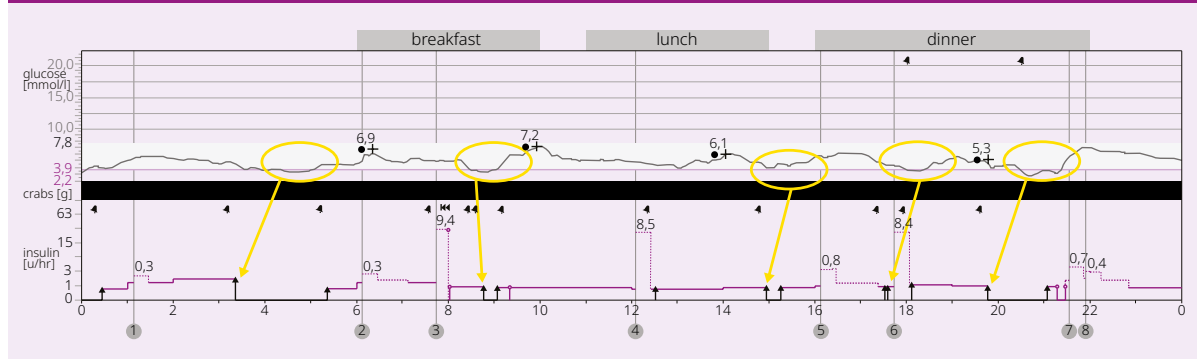 breakfast lunch dinner
glucose
[mmol/l]
20,0
15,0
10,0
7,8
3,9
2,2
6,9 7,2 6,1 5,3
crabs [g]
63
15
3
1
0
insulin
[u/hr]
0,3 0,3 9,4 8,5 0,8 8,4 0,7 0,4
0 2 4 6 8 10 12 14 16 18 20 22 0
1 2 3 4 5 6 7 8